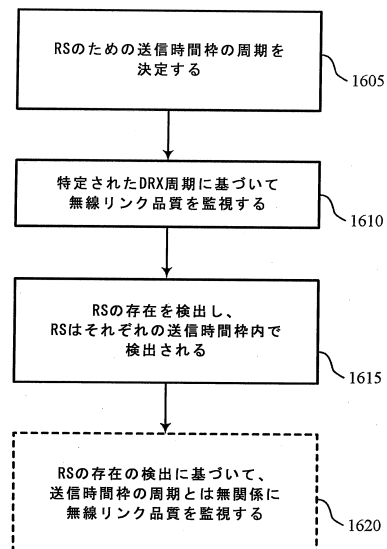 RSのための送信時間枠の周期を
決定する
1605
特定されたDRX周期に基づいて
無線リンク品質を監視する
1610
RSの存在を検出し、
RSはそれぞれの送信時間枠内で
検出される
1615
RSの存在の検出に基づいて、
送信時間枠の周期とは無関係に
無線リンク品質を監視する
1620